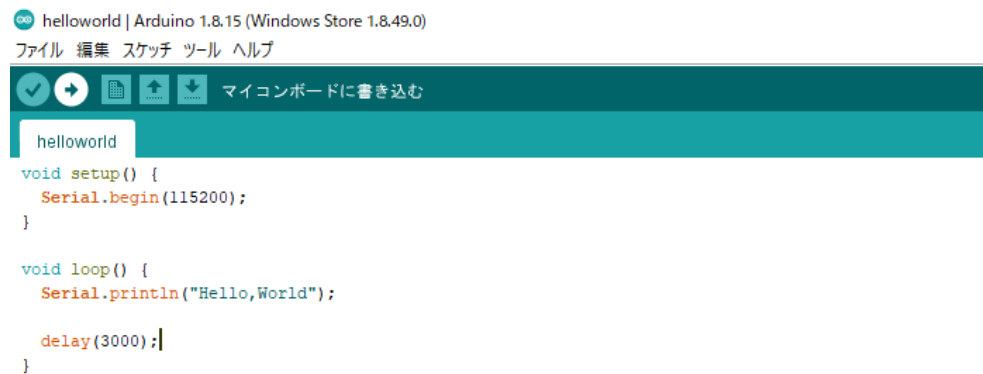 helloworld | Arduino 1.8.15 (Windows Store 1.8.49.0)
ファイル 編集 スケッチ ツール ヘルプ
マイコンボードに書き込む
helloworld
void setup() {
  Serial.begin(115200);
}

void loop() {
  Serial.println("Hello,World");

  delay(3000);
}